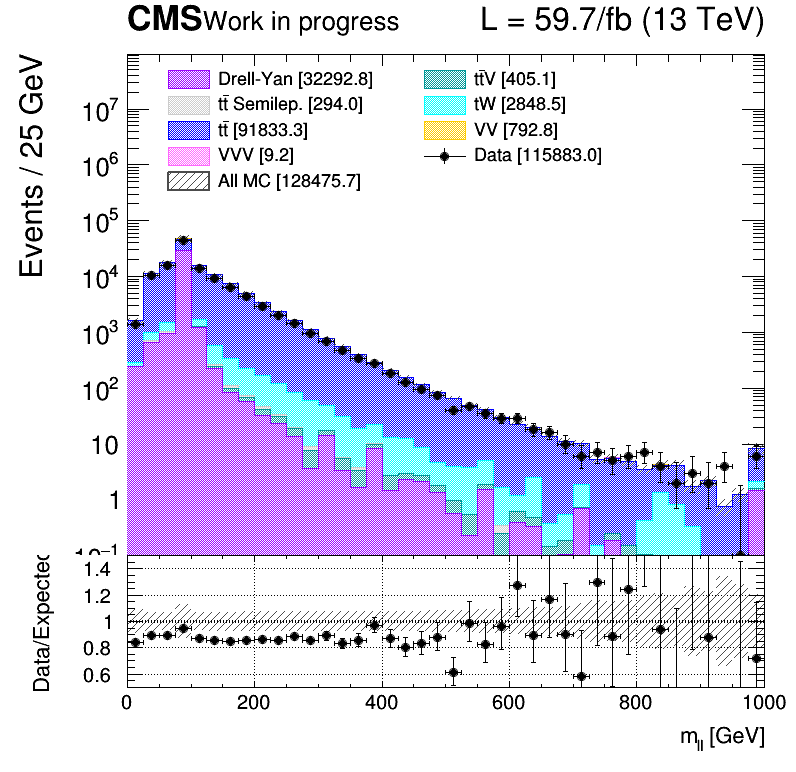 CMS Work in progress L = 59.7/fb (13 TeV)
Events / 25 GeV
Drell-Yan [32292.8]
tt̄ Semilep. [294.0]
tt̄ [91833.3]
VVV [9.2]
All MC [128475.7]
tt̄V [405.1]
tW [2848.5]
VV [792.8]
Data [115883.0]
10⁷
10⁶
10⁵
10⁴
10³
10²
10
1
10⁻¹
Data/Expected
1.4
1.2
1
0.8
0.6
0 200 400 600 800 1000
m_ll [GeV]